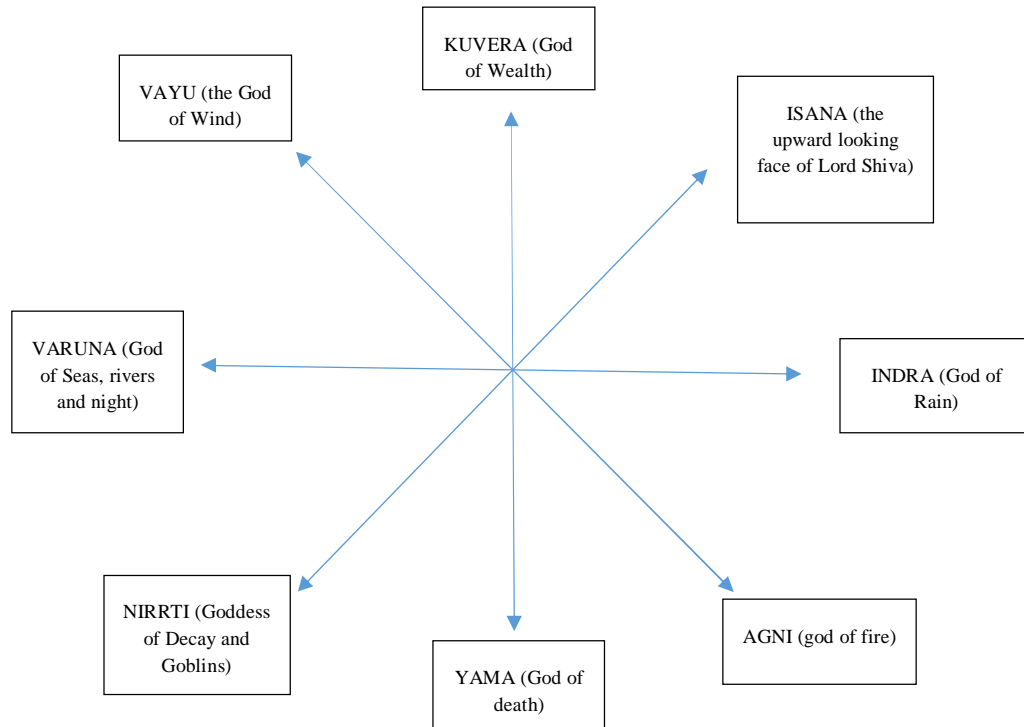 KUVERA (God
of Wealth)
VAYU (the God
of Wind)
ISANA (the
upward looking
face of Lord Shiva)
VARUNA (God
of Seas, rivers
and night)
INDRA (God of
Rain)
NIRRTI (Goddess
of Decay and
Goblins)
AGNI (god of fire)
YAMA (God of
death)